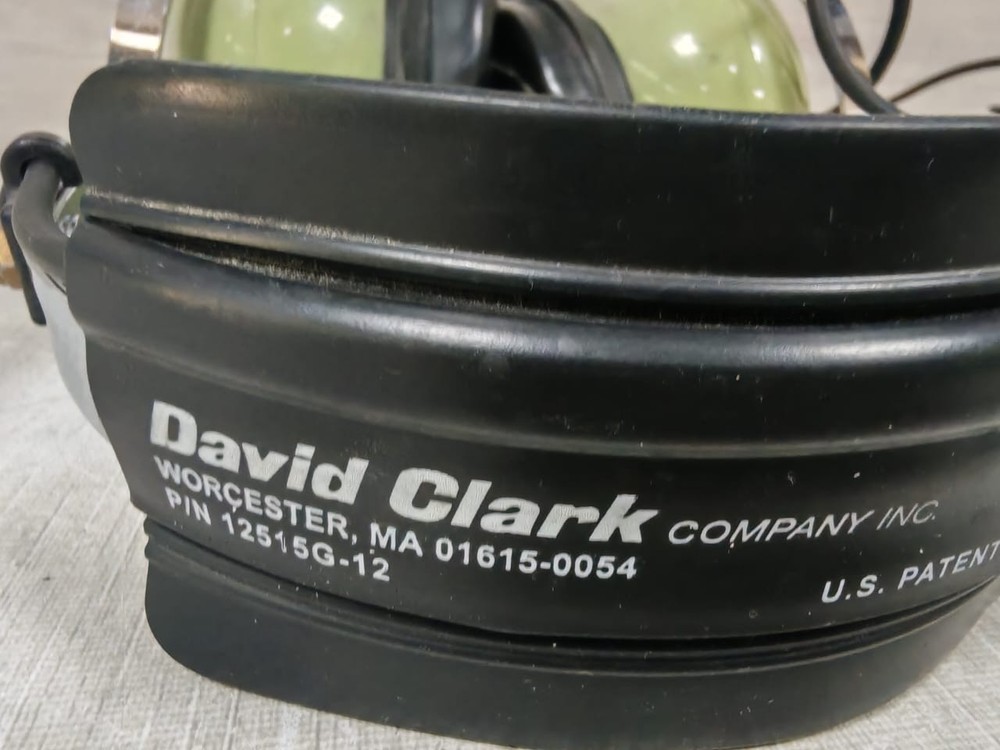 David Clark COMPANY INC.
WORCESTER, MA 01615-0054
P/N 12515G-12
U.S. PATENT